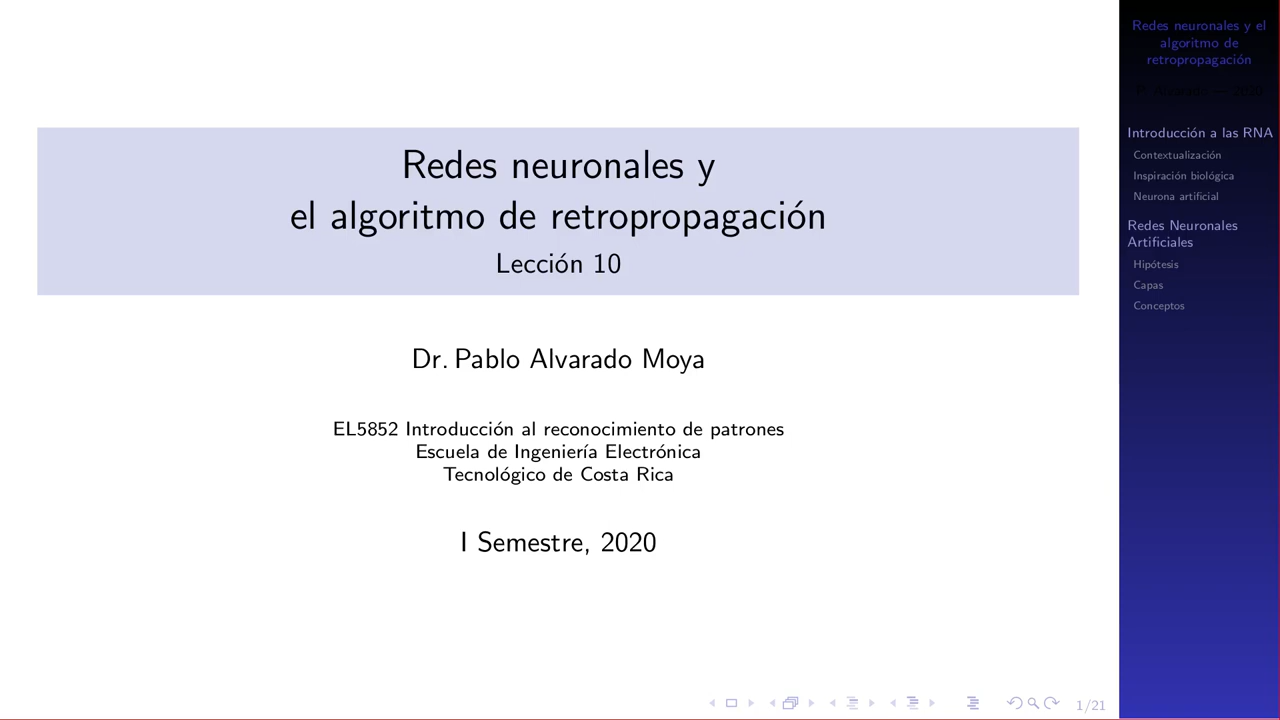 Redes neuronales y
el algoritmo de retropropagación
Lección 10
Dr. Pablo Alvarado Moya
EL5852 Introducción al reconocimiento de patrones
Escuela de Ingeniería Electrónica
Tecnológico de Costa Rica
I Semestre, 2020
1/21
Redes neuronales y el
algoritmo de
retropropagación
P. Alvarado — 2020
Introducción a las RNA
Contextualización
Inspiración biológica
Neurona artificial
Redes Neuronales
Artificiales
Hipótesis
Capas
Conceptos